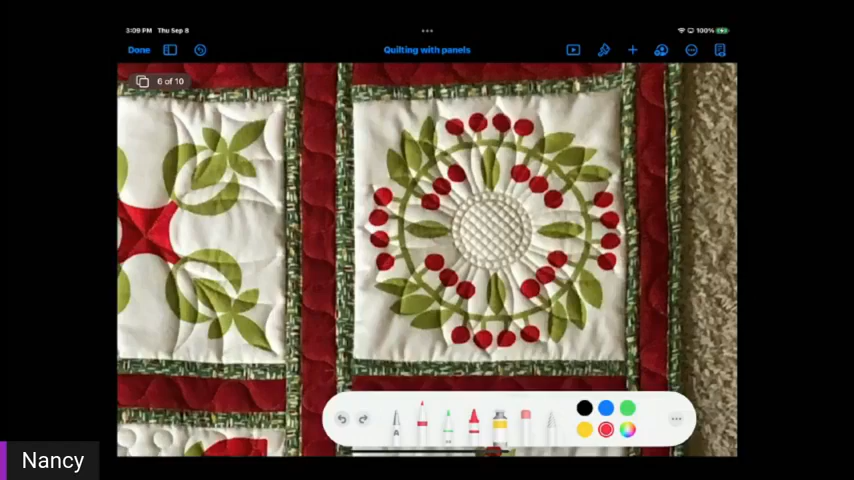 3:09 PM Thu Sep 8
100%
Done
Quilting with panels
6 of 10
Nancy